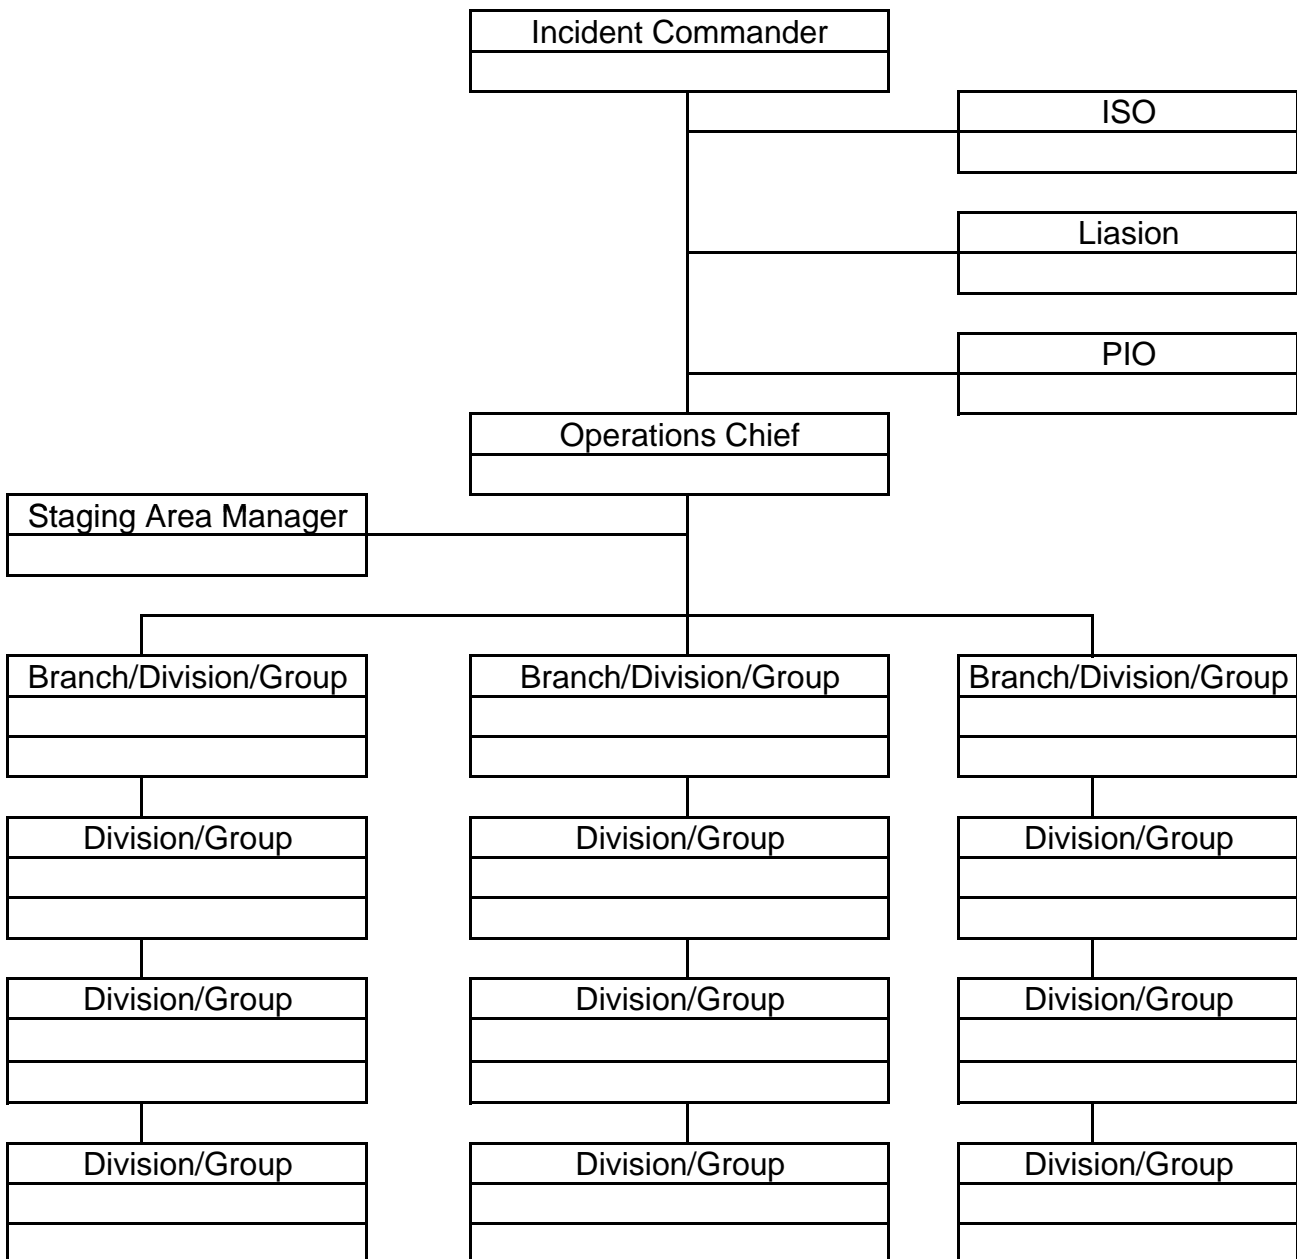 Incident Commander
ISO
Liasion
PIO
Operations Chief
Staging Area Manager
Branch/Division/Group
Branch/Division/Group
Branch/Division/Group
Division/Group
Division/Group
Division/Group
Division/Group
Division/Group
Division/Group
Division/Group
Division/Group
Division/Group